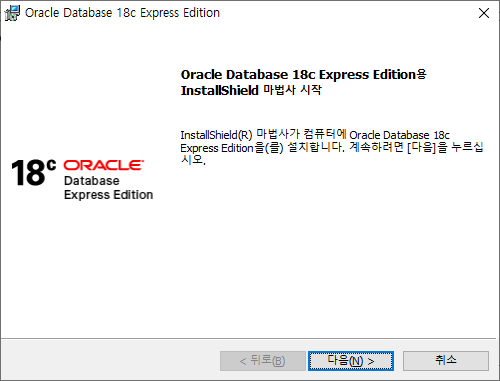 Oracle Database 18c Express Edition
Oracle Database 18c Express Edition용
InstallShield 마법사 시작
InstallShield(R) 마법사가 컴퓨터에 Oracle Database 18c
Express Edition을(를) 설치합니다. 계속하려면 [다음]을 누르십
시오.
18c ORACLE
Database
Express Edition
< 뒤로(B)
다음(N) >
취소